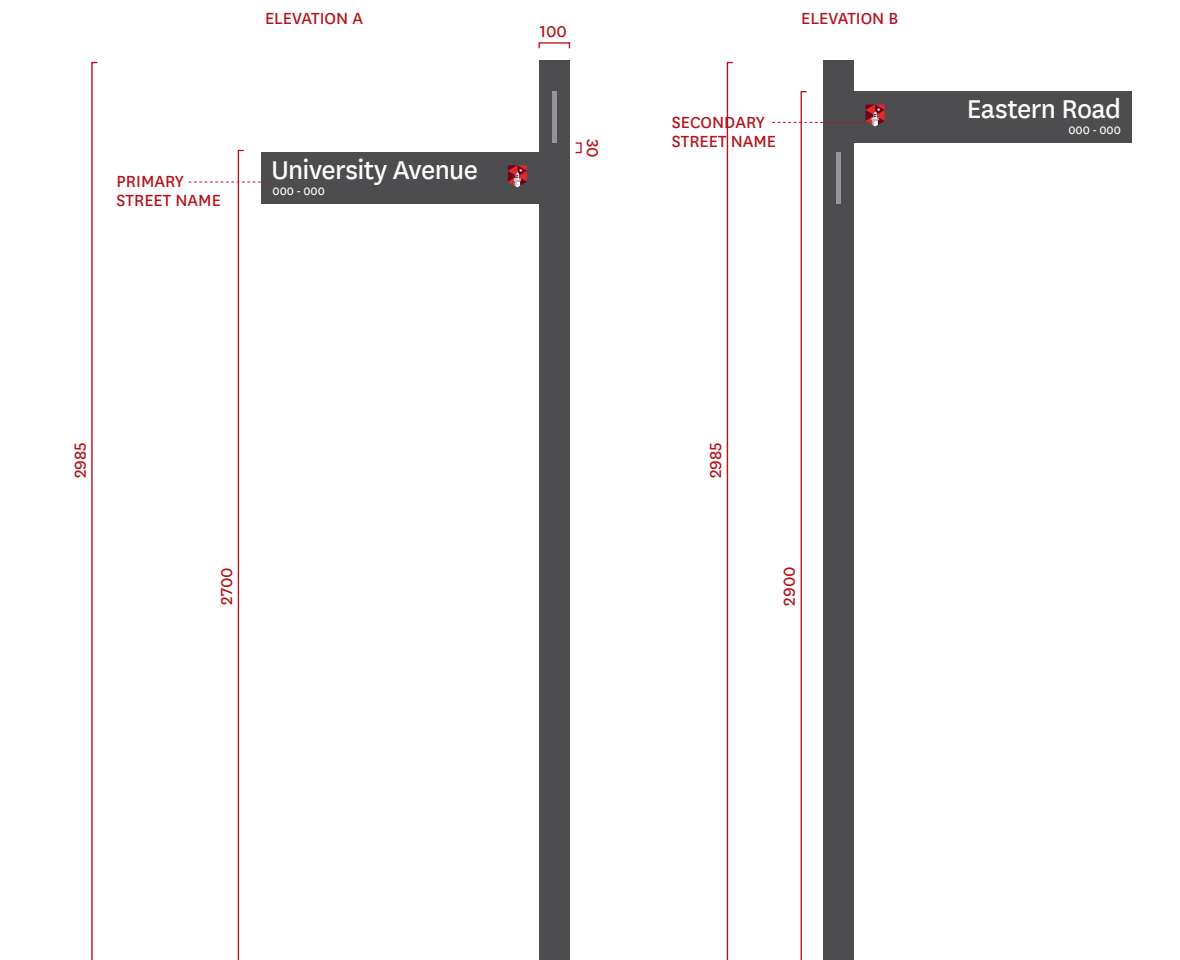 ELEVATION A
100
30
University Avenue
000 - 000
PRIMARY
STREET NAME
2985
2700
ELEVATION B
Eastern Road
000 - 000
SECONDARY
STREET NAME
2985
2900